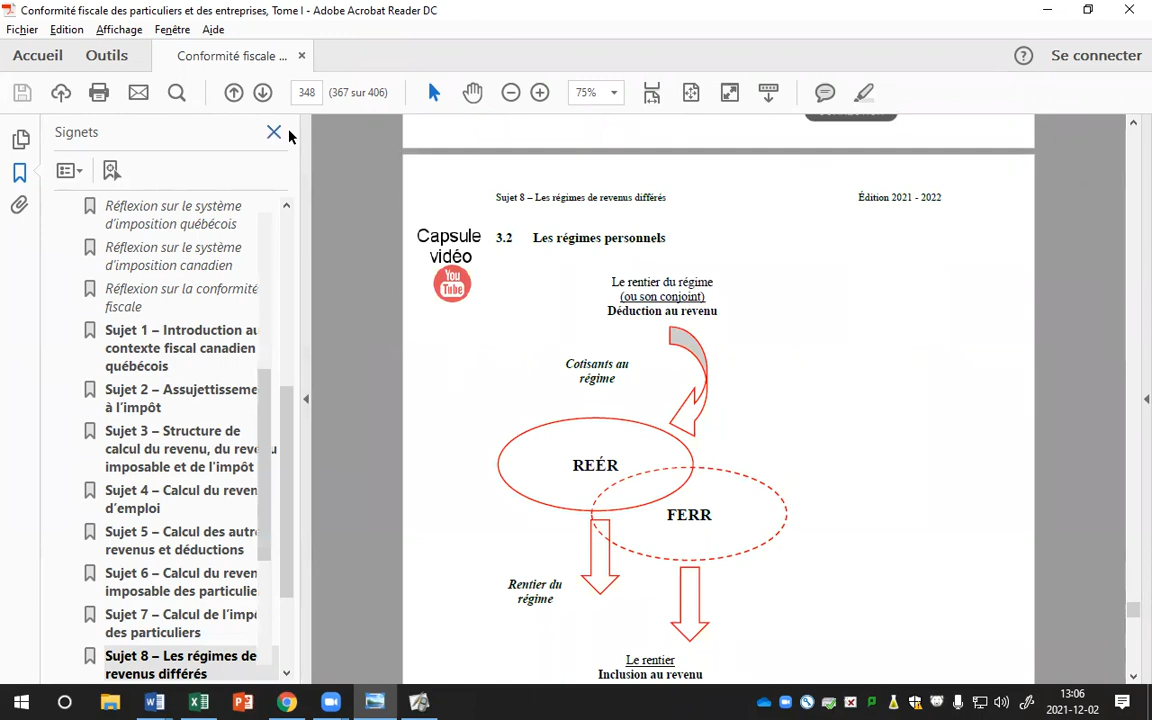 Conformité fiscale des particuliers et des entreprises, Tome I - Adobe Acrobat Reader DC
Fichier Edition Affichage Fenêtre Aide
Accueil Outils Conformité fiscale ... × Se connecter
348 (367 sur 406) 75%
Signets
Réflexion sur le système
d'imposition québécois
Réflexion sur le système
d'imposition canadien
Réflexion sur la conformité
fiscale
Sujet 1 – Introduction au
contexte fiscal canadien
québécois
Sujet 2 – Assujettisseme
à l'impôt
Sujet 3 – Structure de
calcul du revenu, du reve u
imposable et de l'impôt
Sujet 4 – Calcul du reven
d'emploi
Sujet 5 – Calcul des autre
revenus et déductions
Sujet 6 – Calcul du reven
imposable des particulie
Sujet 7 – Calcul de l'impô
des particuliers
Sujet 8 – Les régimes de
revenus différés
Sujet 8 – Les régimes de revenus différés Édition 2021 - 2022
Capsule
vidéo
You
Tube
3.2 Les régimes personnels
Le rentier du régime
(ou son conjoint)
Déduction au revenu
Cotisants au
régime
REÉR
FERR
Rentier du
régime
Le rentier
Inclusion au revenu
13:06
2021-12-02